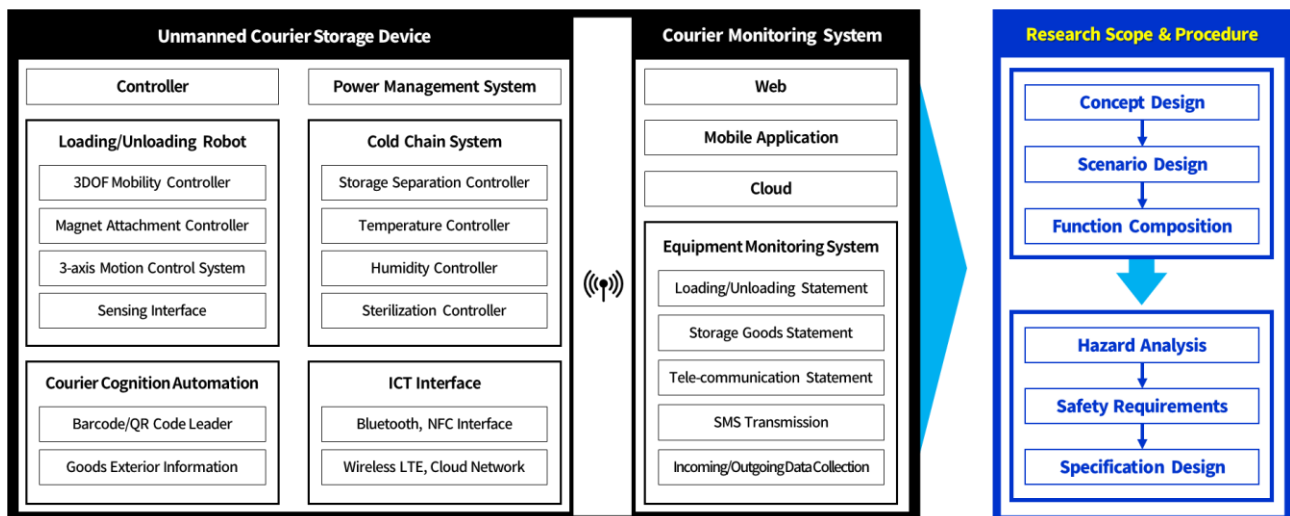 Unmanned Courier Storage Device
Controller
Power Management System
Loading/Unloading Robot
3DOF Mobility Controller
Magnet Attachment Controller
3-axis Motion Control System
Sensing Interface
Cold Chain System
Storage Separation Controller
Temperature Controller
Humidity Controller
Sterilization Controller
Courier Cognition Automation
Barcode/QR Code Leader
Goods Exterior Information
ICT Interface
Bluetooth, NFC Interface
Wireless LTE, Cloud Network
Courier Monitoring System
Web
Mobile Application
Cloud
Equipment Monitoring System
Loading/Unloading Statement
Storage Goods Statement
Tele-communication Statement
SMS Transmission
Incoming/Outgoing Data Collection
Research Scope & Procedure
Concept Design
Scenario Design
Function Composition
Hazard Analysis
Safety Requirements
Specification Design